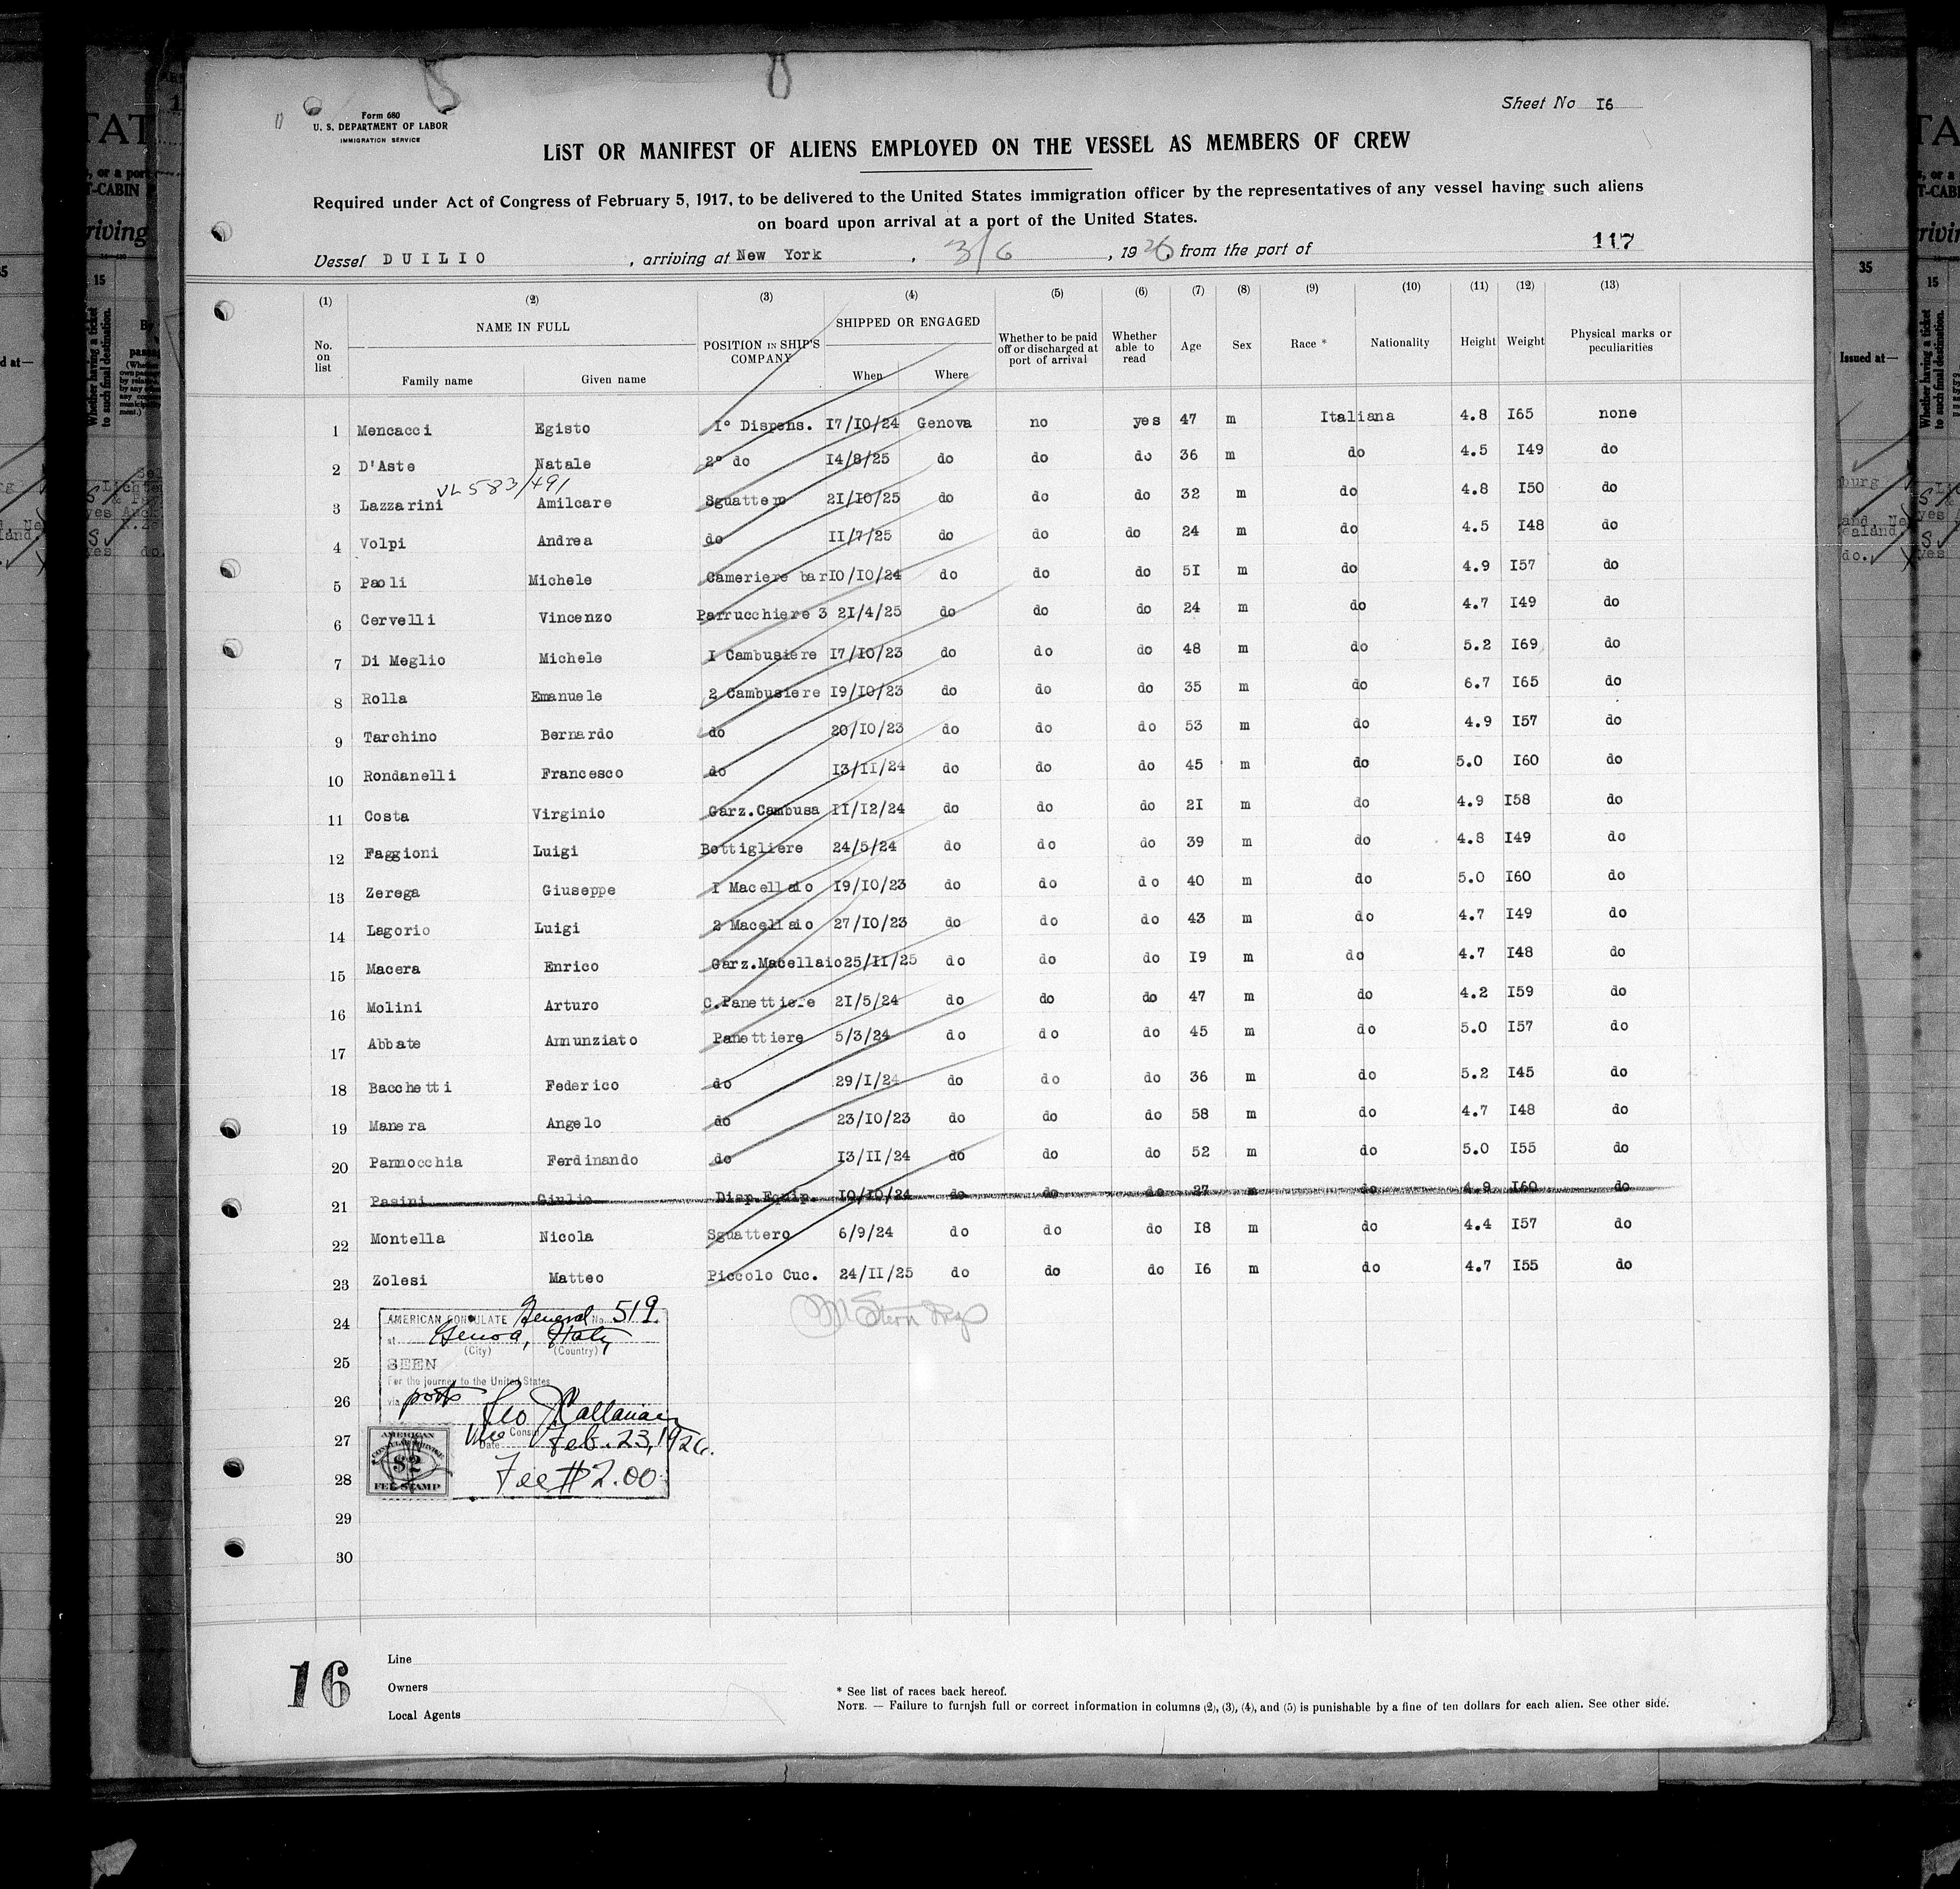 Sheet No 16
Form 680
U. S. DEPARTMENT OF LABOR
IMMIGRATION SERVICE
LIST OR MANIFEST OF ALIENS EMPLOYED ON THE VESSEL AS MEMBERS OF CREW
Required under Act of Congress of February 5, 1917, to be delivered to the United States immigration officer by the representatives of any vessel having such aliens
on board upon arrival at a port of the United States.
117
Vessel DUILIO, arriving at New York, 3/6, 1926, from the port of
(1) (2) (3) (4) (5) (6) (7) (8) (9) (10) (11) (12) (13)
No. on list NAME IN FULL Family name Given name POSITION IN SHIP'S COMPANY SHIPPED OR ENGAGED When Where Whether to be paid off or discharged at port of arrival Whether able to read Age Sex Race * Nationality Height Weight Physical marks or peculiarities
1 Mencacci Egisto 1° Dispens. 17/10/24 Genova no yes 47 m Italiana 4.8 165 none
2 D'Aste Natale 2° do 14/8/25 do do do 36 m do 4.5 149 do
VL 583/491
3 Lazzarini Amilcare Sguattero 21/10/25 do do do 32 m do 4.8 150 do
4 Volpi Andrea do 11/7/25 do do do 24 m do 4.5 148 do
5 Paoli Michele Cameriere bar 10/10/24 do do do 51 m do 4.9 157 do
6 Cervelli Vincenzo Parrucchiere 3 21/4/25 do do do 24 m do 4.7 149 do
7 Di Meglio Michele I Cambusiere 17/10/23 do do do 48 m do 5.2 169 do
8 Rolla Emanuele 2 Cambusiere 19/10/23 do do do 35 m do 6.7 165 do
9 Tarchino Bernardo do 20/10/23 do do do 53 m do 4.9 157 do
10 Rondanelli Francesco do 13/11/24 do do do 45 m do 5.0 160 do
11 Costa Virginio Garz.Cambusa 11/12/24 do do do 21 m do 4.9 158 do
12 Faggioni Luigi Bottigliere 24/5/24 do do do 39 m do 4.8 149 do
13 Zerega Giuseppe I Macellaio 19/10/23 do do do 40 m do 5.0 160 do
14 Lagorio Luigi 2 Macellaio 27/10/23 do do do 43 m do 4.7 149 do
15 Macera Enrico Garz.Macellaio 25/11/25 do do do 19 m do 4.7 148 do
16 Molini Arturo C.Panettiere 21/5/24 do do do 47 m do 4.2 159 do
17 Abbate Annunziato Panettiere 5/3/24 do do do 45 m do 5.0 157 do
18 Bacchetti Federico do 29/1/24 do do do 36 m do 5.2 145 do
19 Manera Angelo do 23/10/23 do do do 58 m do 4.7 148 do
20 Pannocchia Ferdinando do 13/11/24 do do do 52 m do 5.0 155 do
21 Pasini Giulio Disp.Equip. 10/10/24 do do do 27 m do 4.9 160 do
22 Montella Nicola Sguattero 6/9/24 do do do 18 m do 4.4 157 do
23 Zolesi Matteo Piccolo Cuc. 24/11/25 do do do 16 m do 4.7 155 do
24
25
26
27
28
29
30
AMERICAN CONSULATE General No. 519.
at Genoa, Italy
(City) (Country)
SEEN
For the journey to the United States
via ports
Leo J Callanan
Vice Consul
Date Feb. 23, 1926.
Fee $2.00
AMERICAN
CONSULAR SERVICE
$2
FEE STAMP
16
Line
Owners
Local Agents
* See list of races back hereof.
NOTE. — Failure to furnish full or correct information in columns (2), (3), (4), and (5) is punishable by a fine of ten dollars for each alien. See other side.